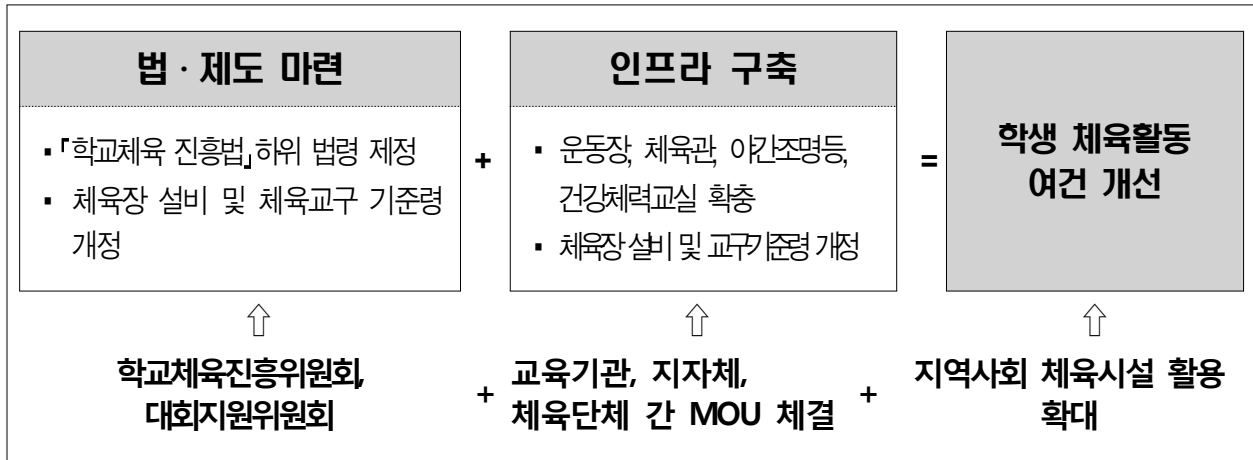 법·제도 마련
▪ 「학교체육 진흥법」 하위 법령 제정
▪ 체육장 설비 및 체육교구 기준령
개정
+
인프라 구축
▪ 운동장, 체육관, 야간조명등,
건강체력교실 확충
▪ 체육장 설비 및 교구기준령 개정
=
학생 체육활동
여건 개선
⇧
⇧
⇧
학교체육진흥위원회,
대회지원위원회
+
교육기관, 지자체,
체육단체 간 MOU 체결
+
지역사회 체육시설 활용
확대